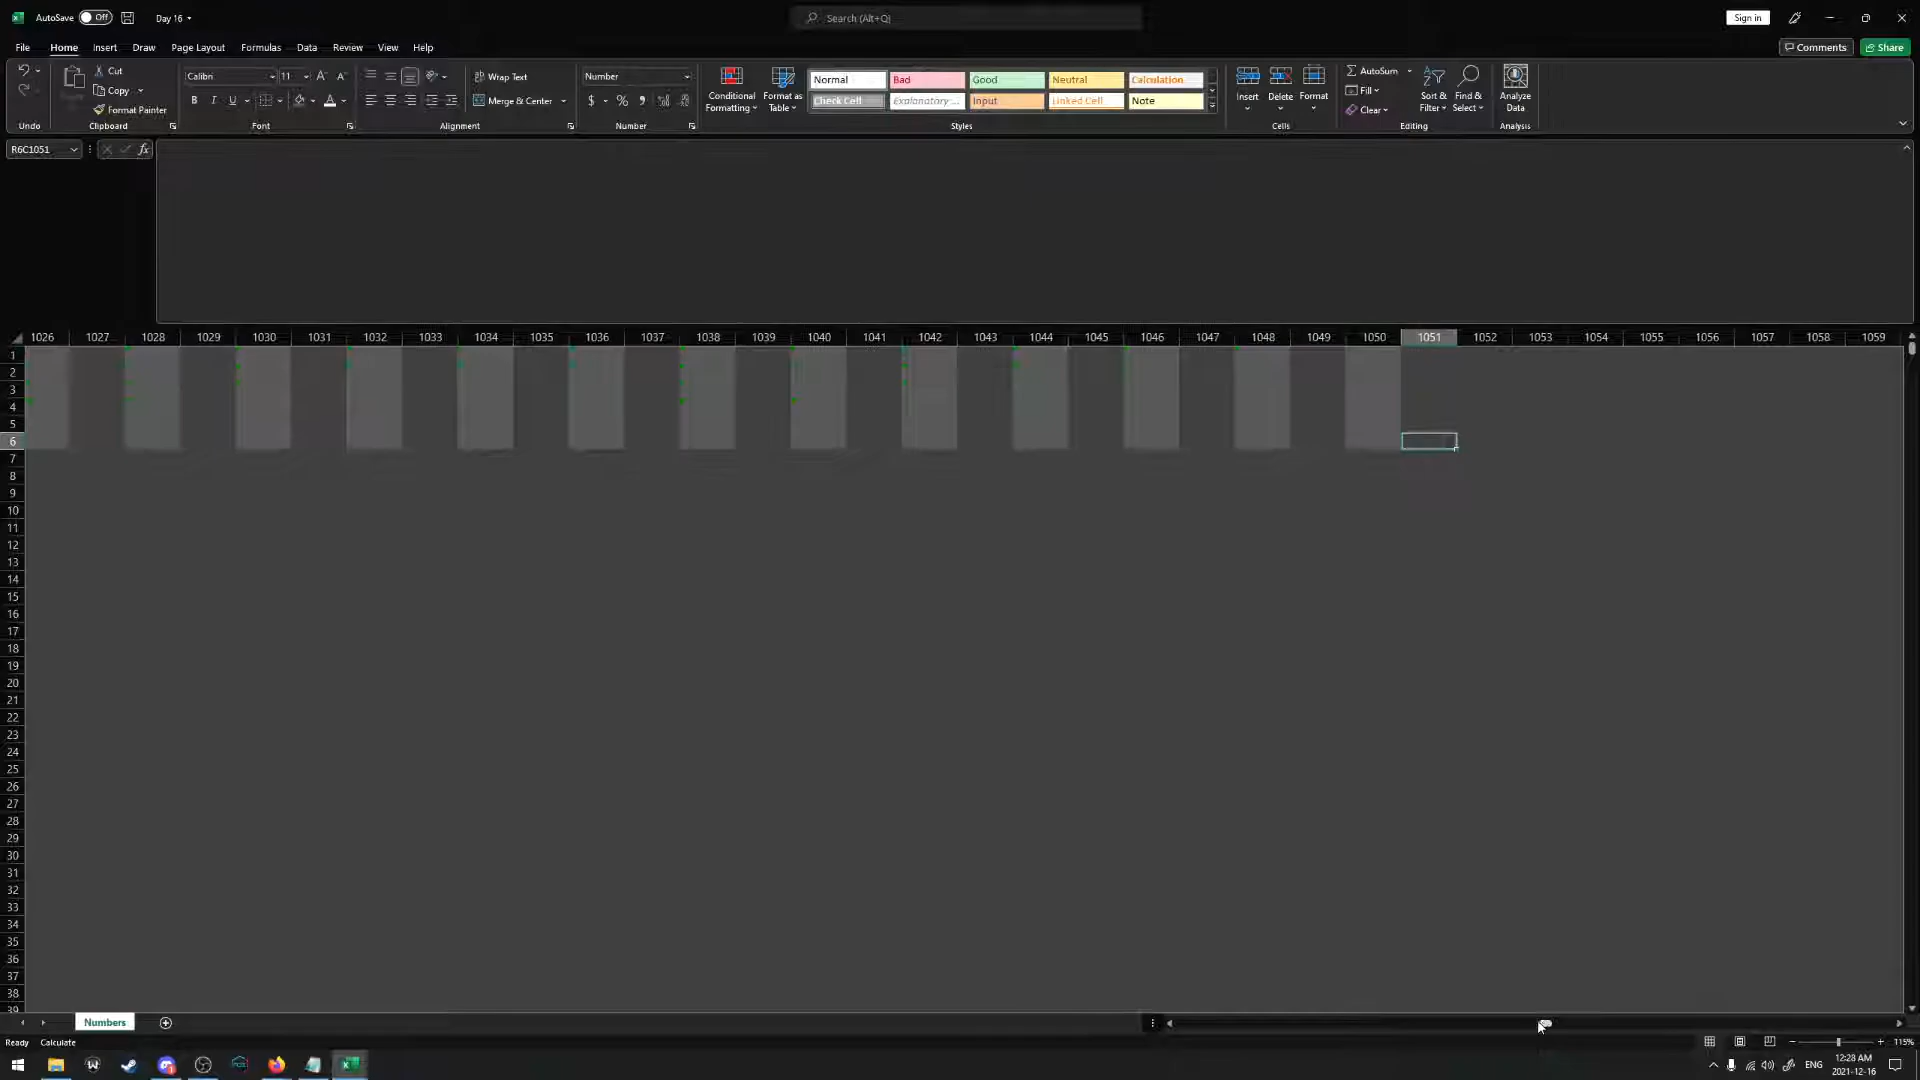 AutoSave Off Day 16 Search (Alt+Q) Sign in
File Home Insert Draw Page Layout Formulas Data Review View Help Comments Share
Cut
Copy
Format Painter
Undo Clipboard
Calibri 11
Font
Wrap Text
Merge & Center
Alignment
Number
$ % 9
Number
Conditional Formatting
Format as Table
Normal Bad Good Neutral Calculation
Check Cell Explanatory ... Input Linked Cell Note
Styles
Insert Delete Format
Cells
AutoSum
Fill
Clear
Sort & Filter
Find & Select
Editing
Analyze Data
Analysis
R6C1051 fx
1026 1027 1028 1029 1030 1031 1032 1033 1034 1035 1036 1037 1038 1039 1040 1041 1042 1043 1044 1045 1046 1047 1048 1049 1050 1051 1052 1053 1054 1055 1056 1057 1058 1059
1
2
3
4
5
6
7
8
9
10
11
12
13
14
15
16
17
18
19
20
21
22
23
24
25
26
27
28
29
30
31
32
33
34
35
36
37
38
39
Numbers
Ready Calculate 115%
ENG 12:28 AM
2021-12-16